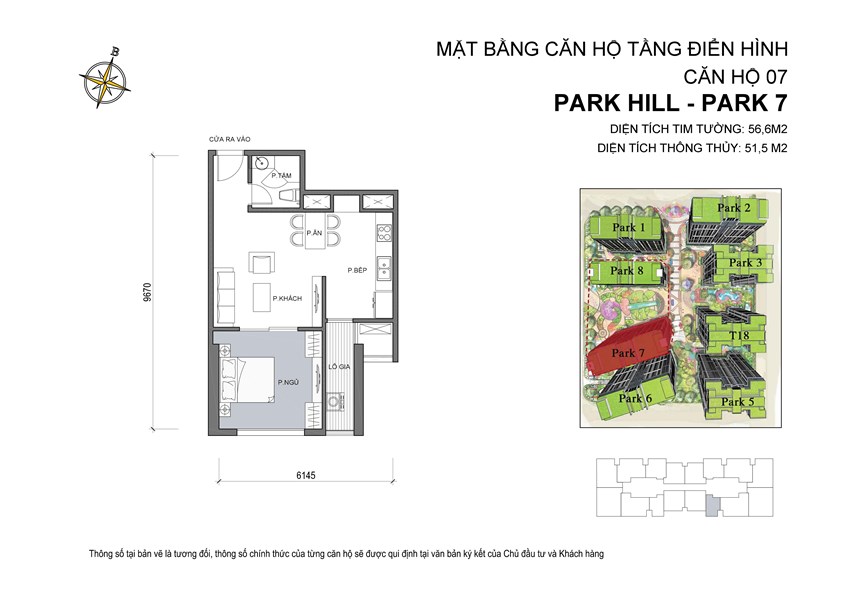 MẶT BẰNG CĂN HỘ TẦNG ĐIỂN HÌNH
CĂN HỘ 07
PARK HILL - PARK 7
DIỆN TÍCH TIM TƯỜNG: 56,6M2
DIỆN TÍCH THÔNG THỦY: 51,5 M2
CỬA RA VÀO
P.TẮM
P.ĂN
P.BẾP
P.KHÁCH
LÔ GIA
P.NGỦ
9670
6145
Park 2
Park 1
Park 3
Park 8
T18
Park 7
Park 6
Park 5
Thông số tại bản vẽ là tương đối, thông số chính thức của từng căn hộ sẽ được qui định tại văn bản ký kết của Chủ đầu tư và Khách hàng